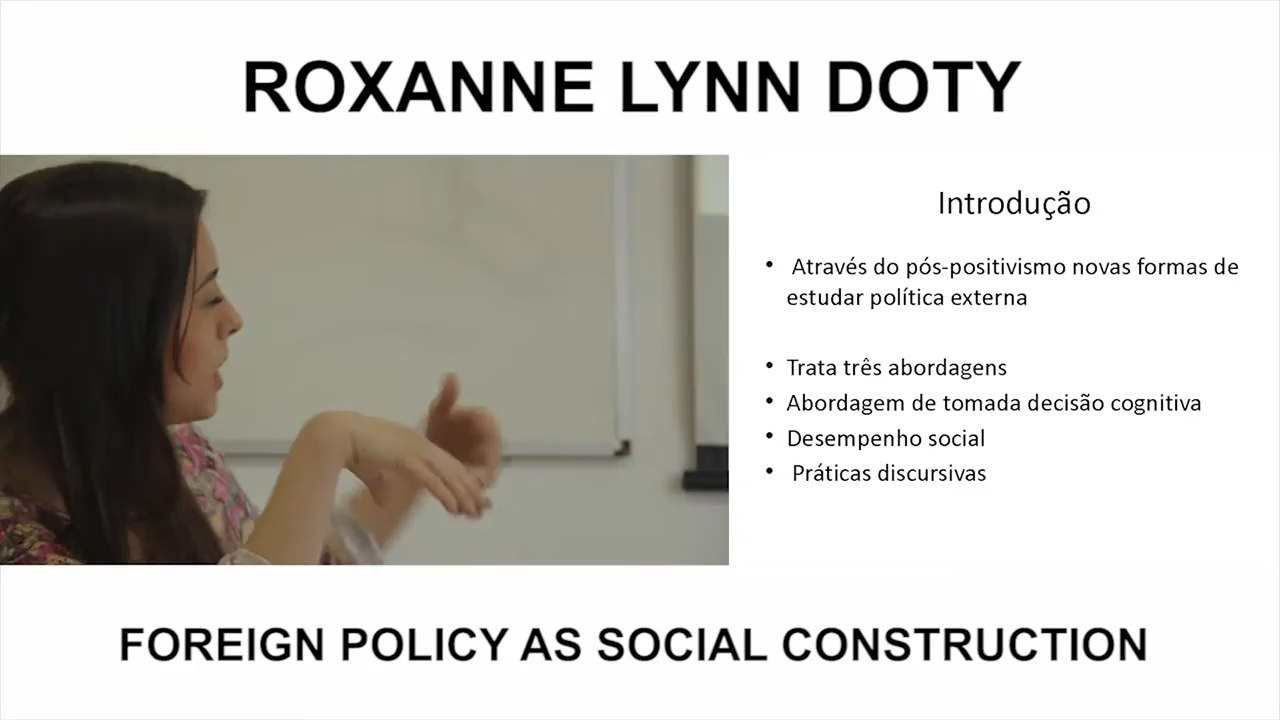 ROXANNE LYNN DOTY
Introdução
• Através do pós-positivismo novas formas de
estudar política externa
• Trata três abordagens
• Abordagem de tomada decisão cognitiva
• Desempenho social
• Práticas discursivas
FOREIGN POLICY AS SOCIAL CONSTRUCTION